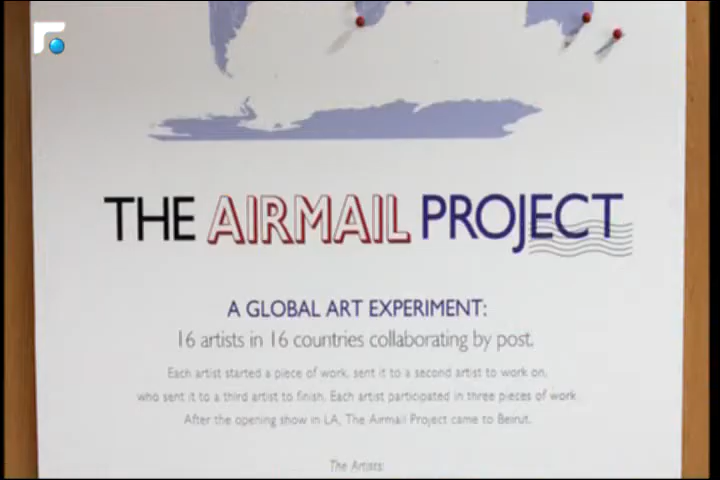 THE AIRMAIL PROJECT
A GLOBAL ART EXPERIMENT:
16 artists in 16 countries collaborating by post.
Each artist started a piece of work, sent it to a second artist to work on,
who sent it to a third artist to finish. Each artist participated in three pieces of work.
After the opening show in LA, The Airmail Project came to Beirut.
The Artists: